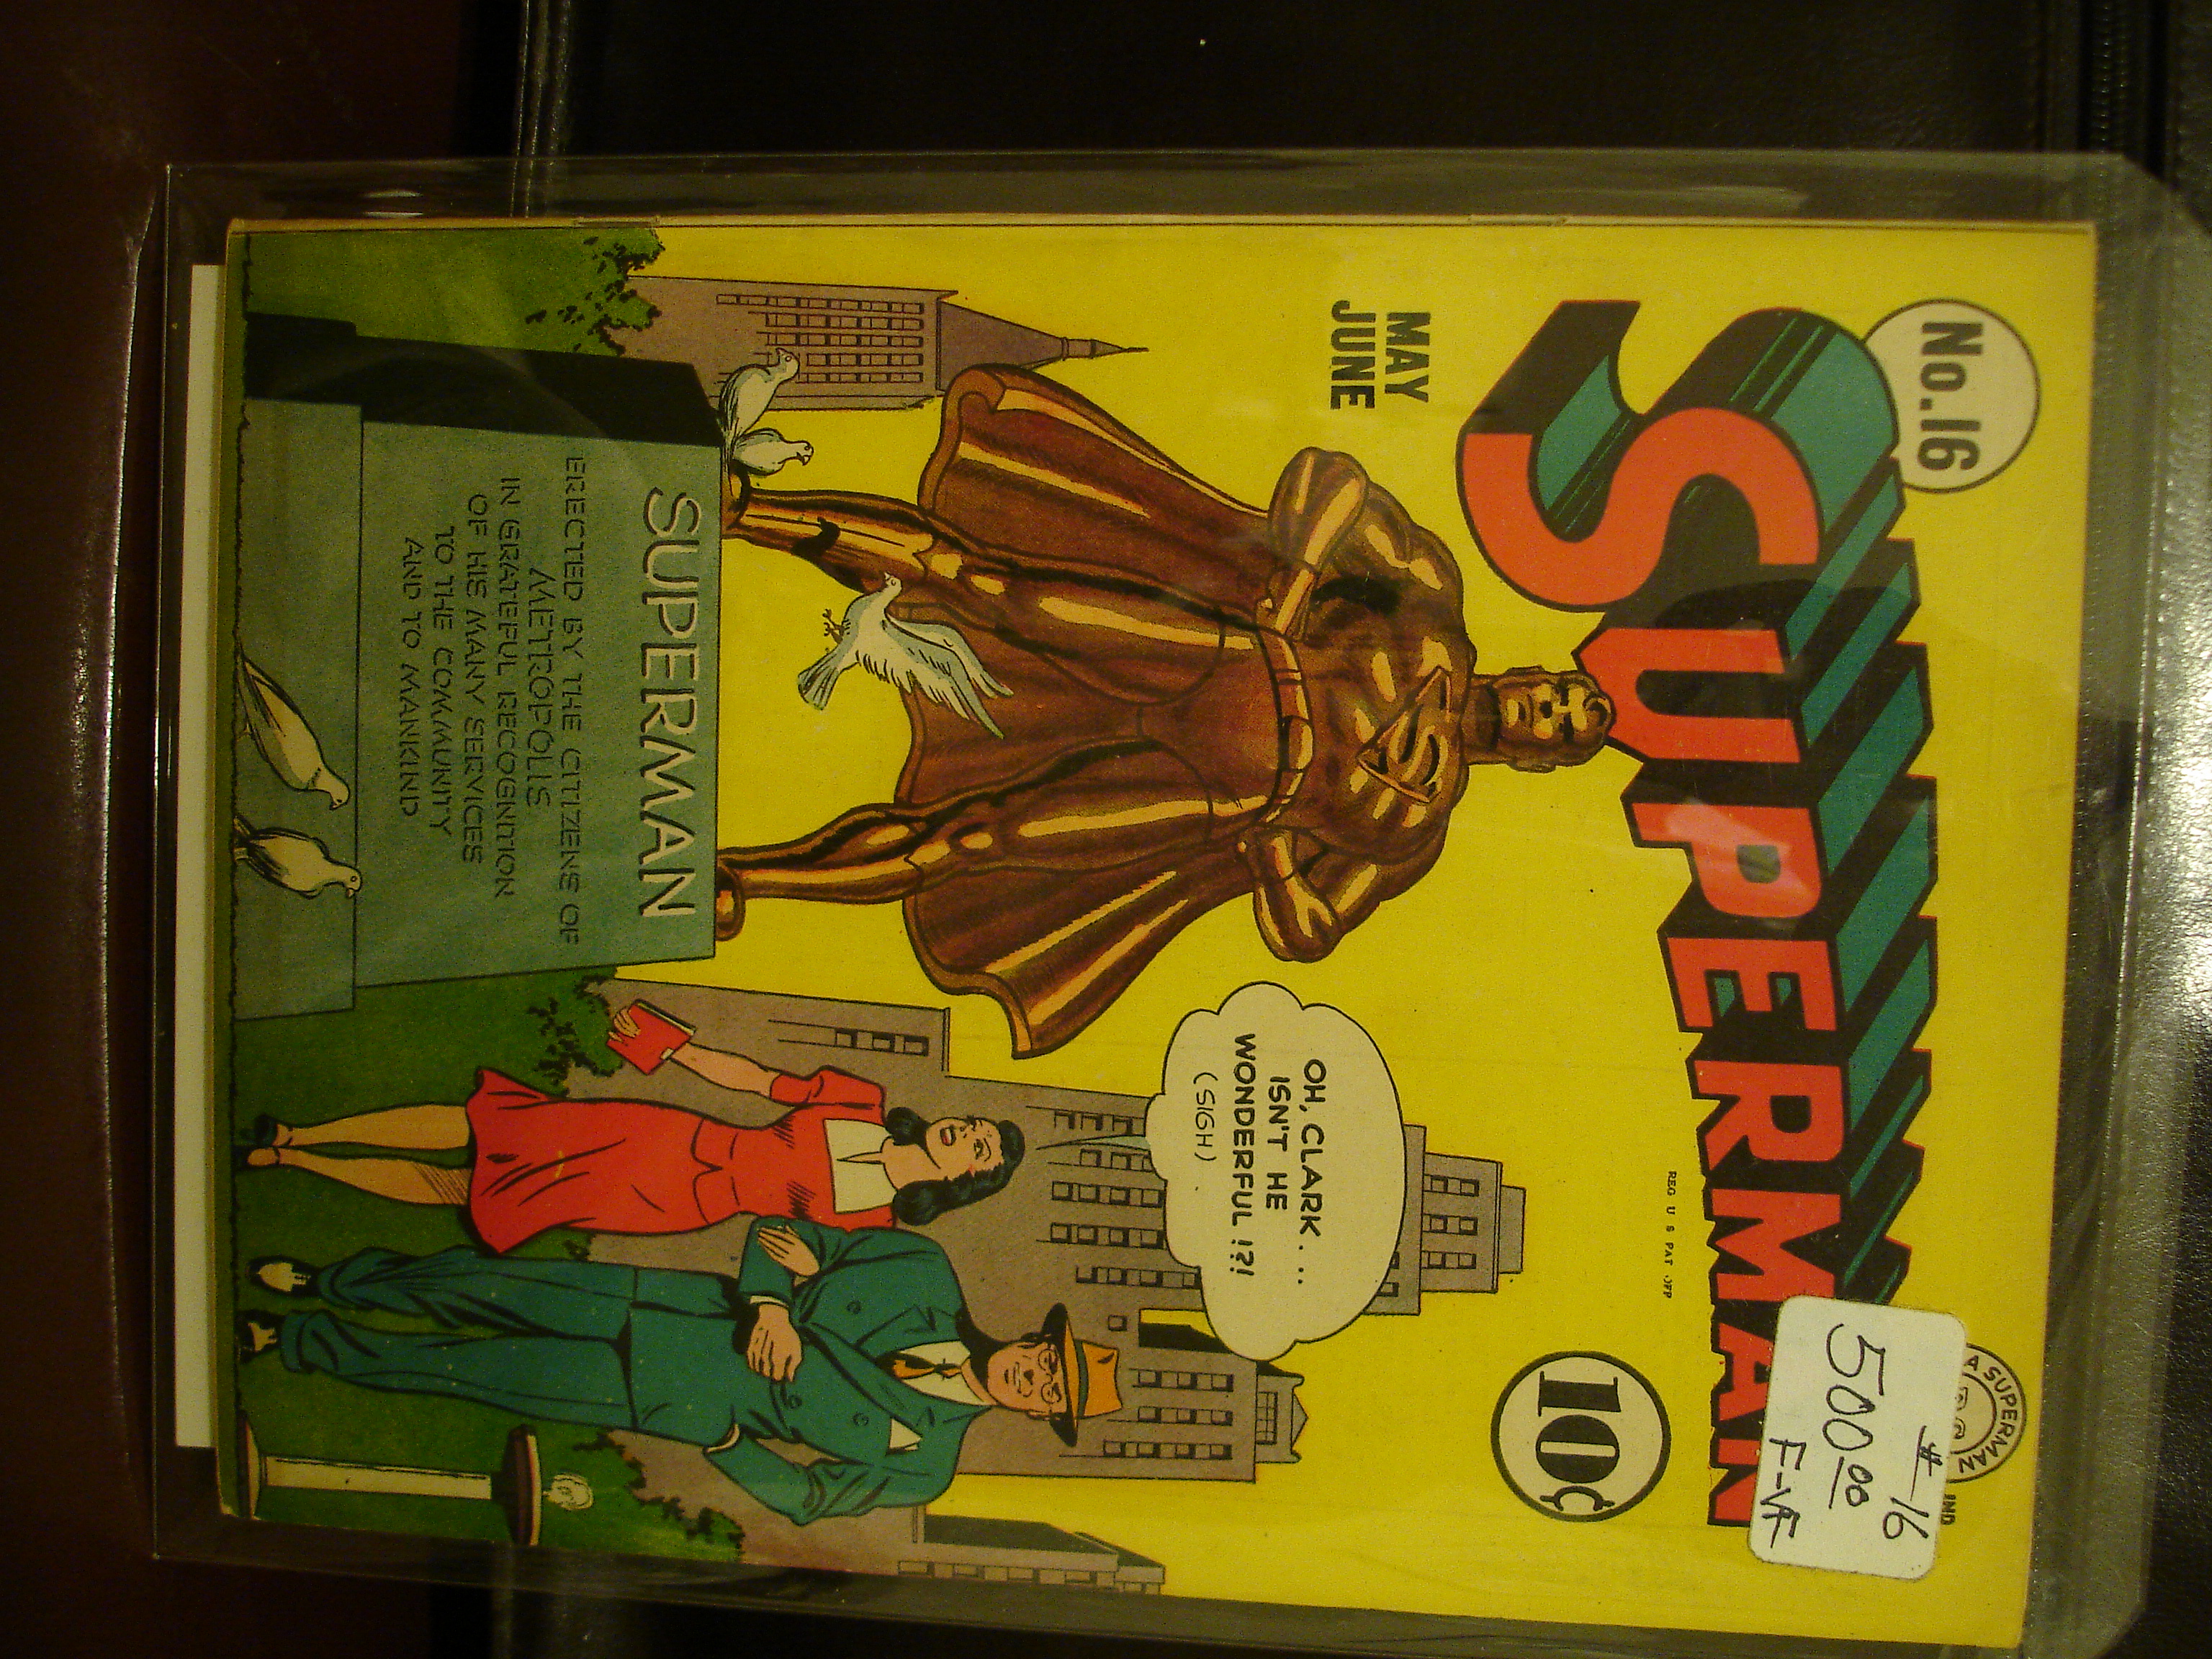 No.16
SUPERMAN
A SUPERMAN
IND
# 16
500.00
F-VF
REG U S PAT OFF
MAY
JUNE
10¢
OH, CLARK...
ISN'T HE
WONDERFUL !?!
(SIGH)
SUPERMAN
ERECTED BY THE CITIZENS OF
METROPOLIS
IN GRATEFUL RECOGNITION
OF HIS MANY SERVICES
TO THE COMMUNITY
AND TO MANKIND